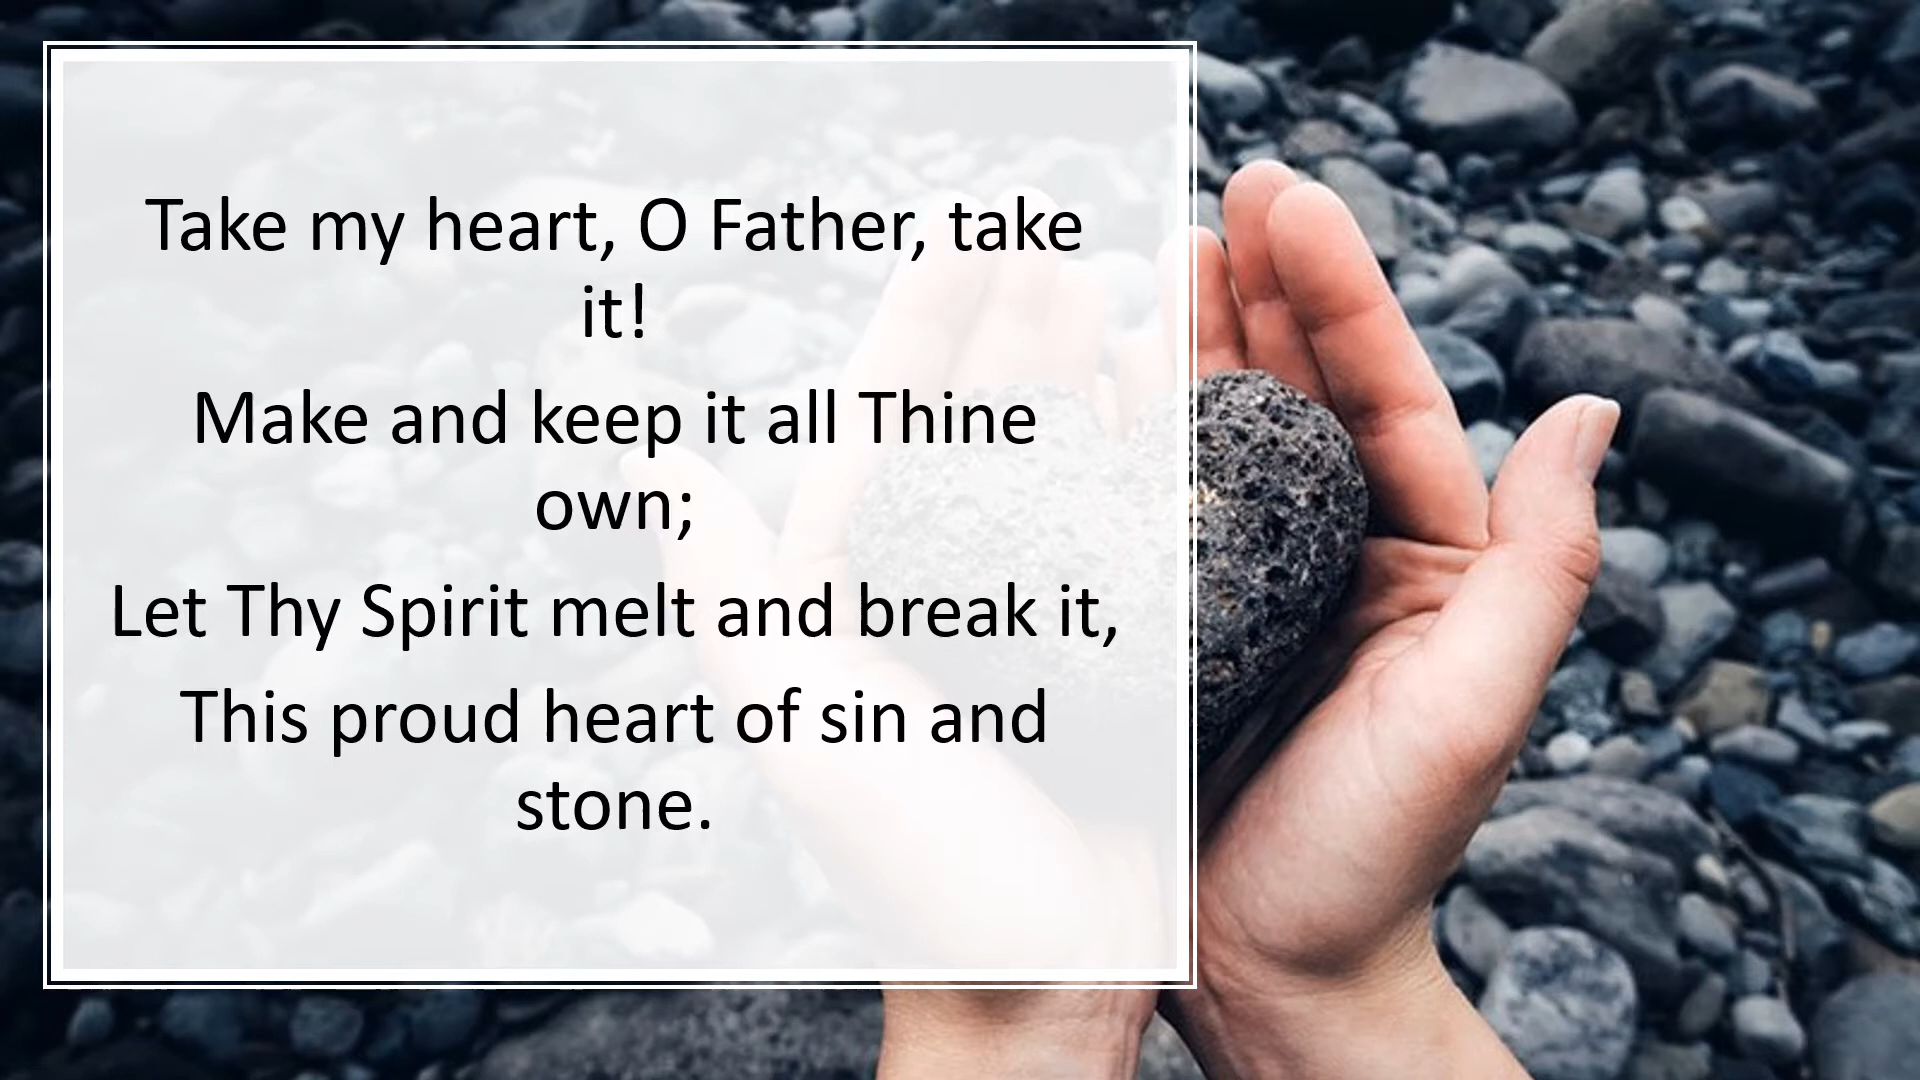 Take my heart, O Father, take
it!
Make and keep it all Thine
own;
Let Thy Spirit melt and break it,
This proud heart of sin and
stone.